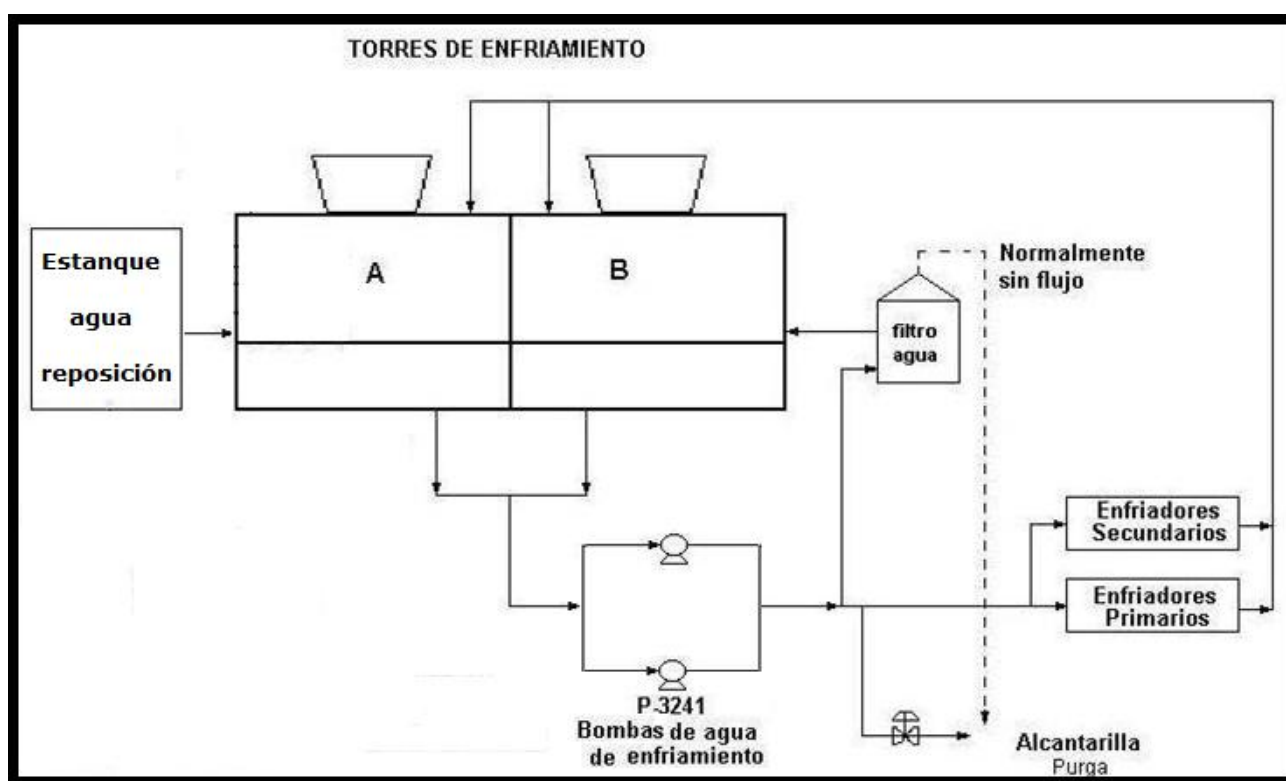 TORRES DE ENFRIAMIENTO
Estanque
agua
reposición
A
B
Normalmente
sin flujo
filtro
agua
Enfriadores
Secundarios
Enfriadores
Primarios
P-3241
Bombas de agua
de enfriamiento
Alcantarilla
Purga